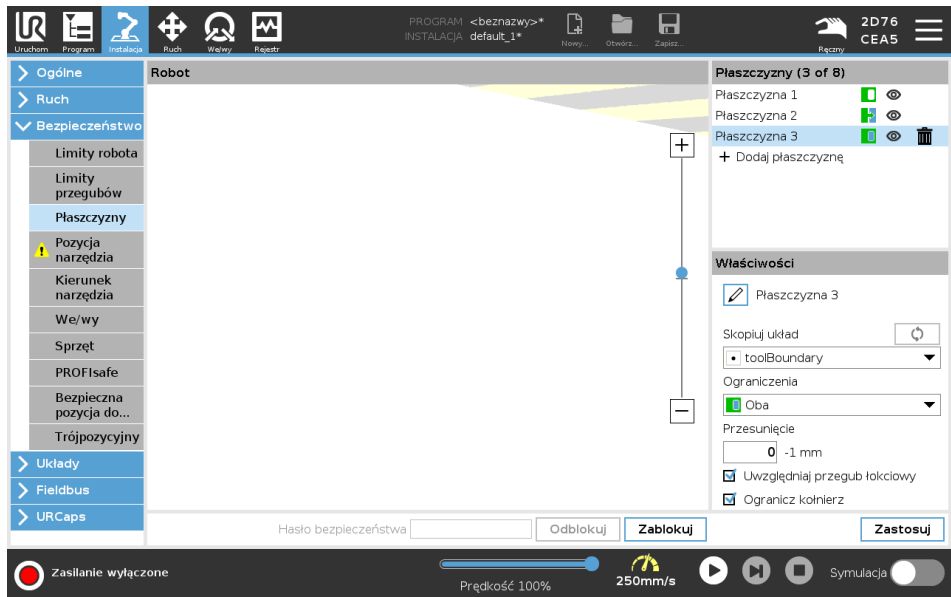 PROGRAM <beznazwy>*
INSTALACJA default_1*
Uruchom
Program
Instalacja
Ruch
We/wy
Rejestr
Nowy...
Otwórz...
Zapisz...
Ręczny
2D76
CEA5
Ogólne
Ruch
Bezpieczeństwo
Limity robota
Limity
przegubów
Płaszczyzny
Pozycja
narzędzia
Kierunek
narzędzia
We/wy
Sprzęt
PROFIsafe
Bezpieczna
pozycja do...
Trójpozycyjny
Układy
Fieldbus
URCaps
Robot
Płaszczyzny (3 of 8)
Płaszczyzna 1
Płaszczyzna 2
Płaszczyzna 3
+ Dodaj płaszczyznę
Właściwości
Płaszczyzna 3
Skopiuj układ
toolBoundary
Ograniczenia
Oba
Przesunięcie
0 -1 mm
Uwzględniaj przegub łokciowy
Ogranicz kołnierz
Hasło bezpieczeństwa
Odblokuj
Zablokuj
Zastosuj
Zasilanie wyłączone
Prędkość 100%
250mm/s
Symulacja